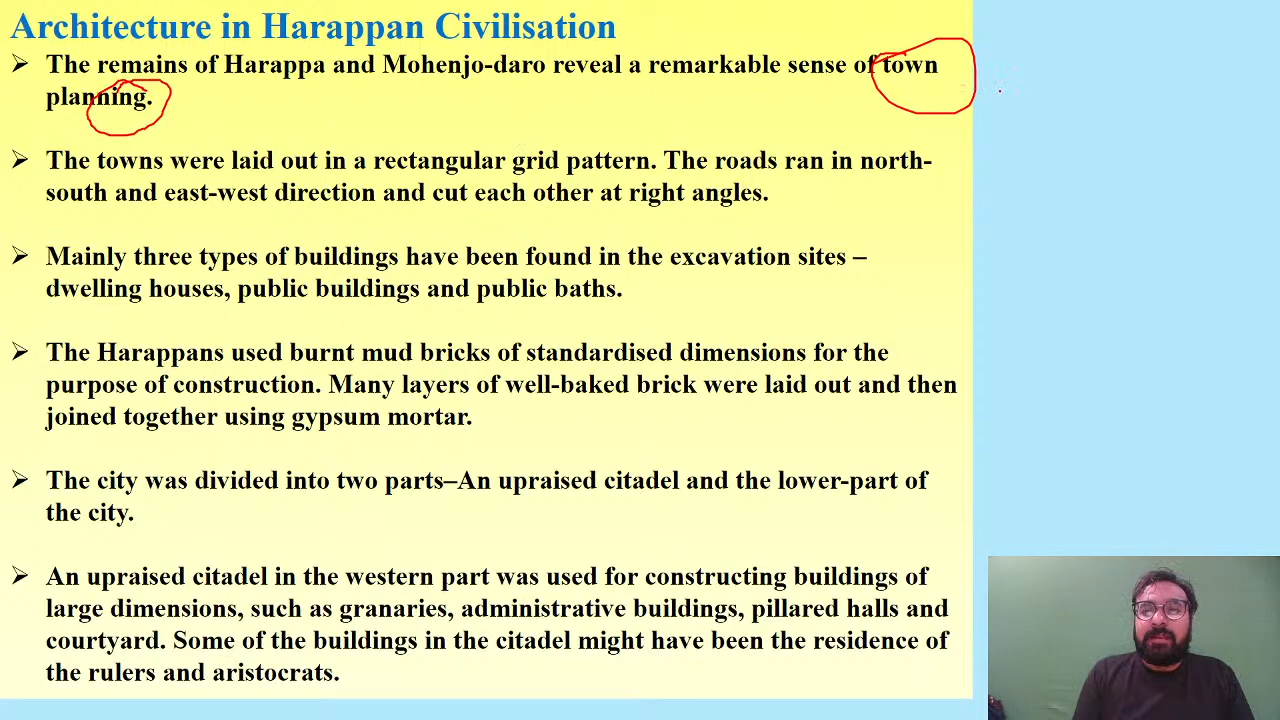 Architecture in Harappan Civilisation
➢ The remains of Harappa and Mohenjo-daro reveal a remarkable sense of town
planning.
➢ The towns were laid out in a rectangular grid pattern. The roads ran in north-
south and east-west direction and cut each other at right angles.
➢ Mainly three types of buildings have been found in the excavation sites –
dwelling houses, public buildings and public baths.
➢ The Harappans used burnt mud bricks of standardised dimensions for the
purpose of construction. Many layers of well-baked brick were laid out and then
joined together using gypsum mortar.
➢ The city was divided into two parts–An upraised citadel and the lower-part of
the city.
➢ An upraised citadel in the western part was used for constructing buildings of
large dimensions, such as granaries, administrative buildings, pillared halls and
courtyard. Some of the buildings in the citadel might have been the residence of
the rulers and aristocrats.